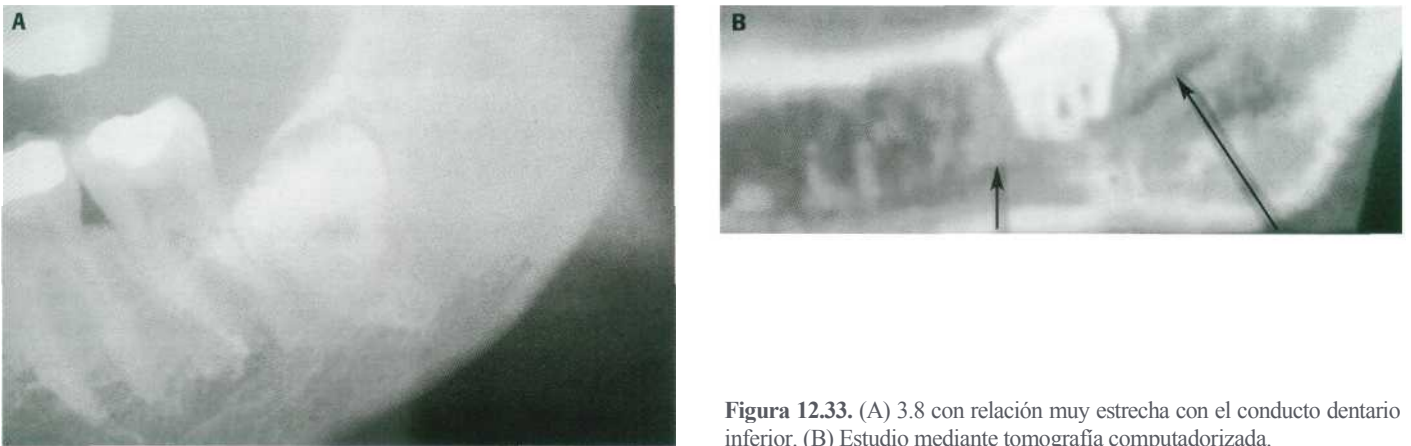 A
B
Figura 12.33. (A) 3.8 con relación muy estrecha con el conducto dentario
inferior. (B) Estudio mediante tomografía computadorizada.